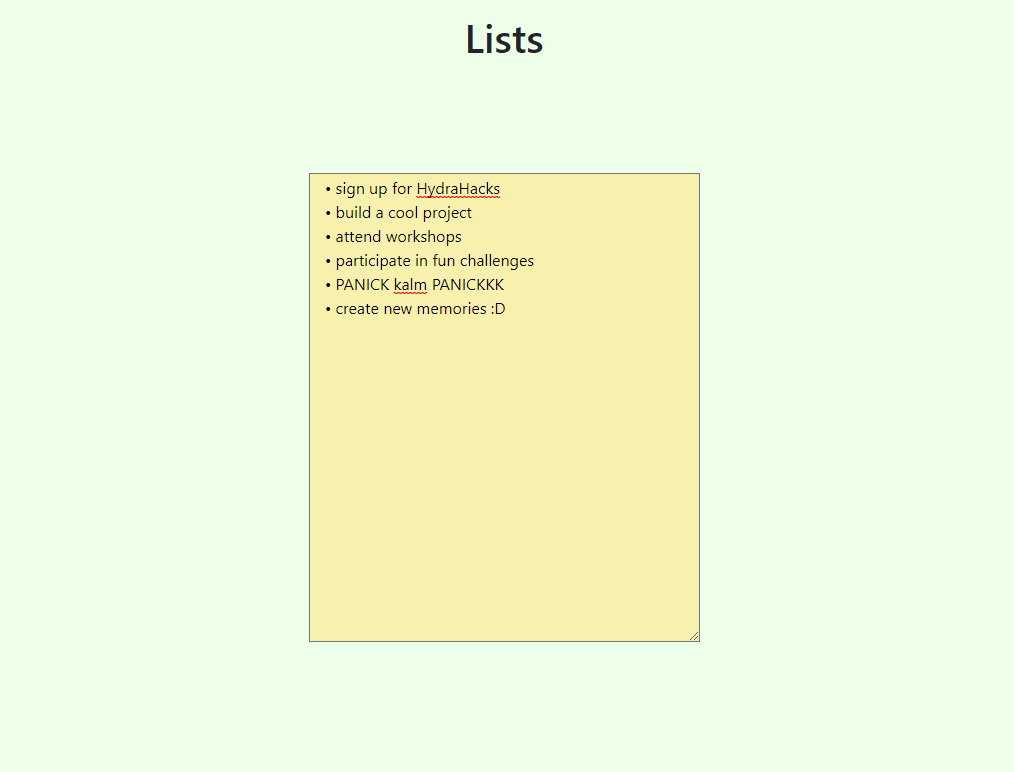 Lists
• sign up for HydraHacks
• build a cool project
• attend workshops
• participate in fun challenges
• PANICK kalm PANICKKK
• create new memories :D